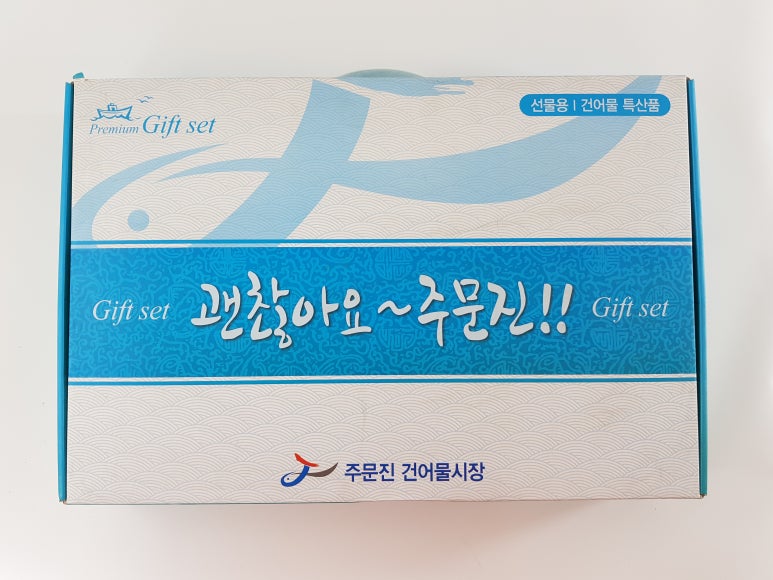 Premium Gift set
선물용 | 건어물 특산품
Gift set 괜찮아요~주문진!! Gift set
주문진 건어물시장